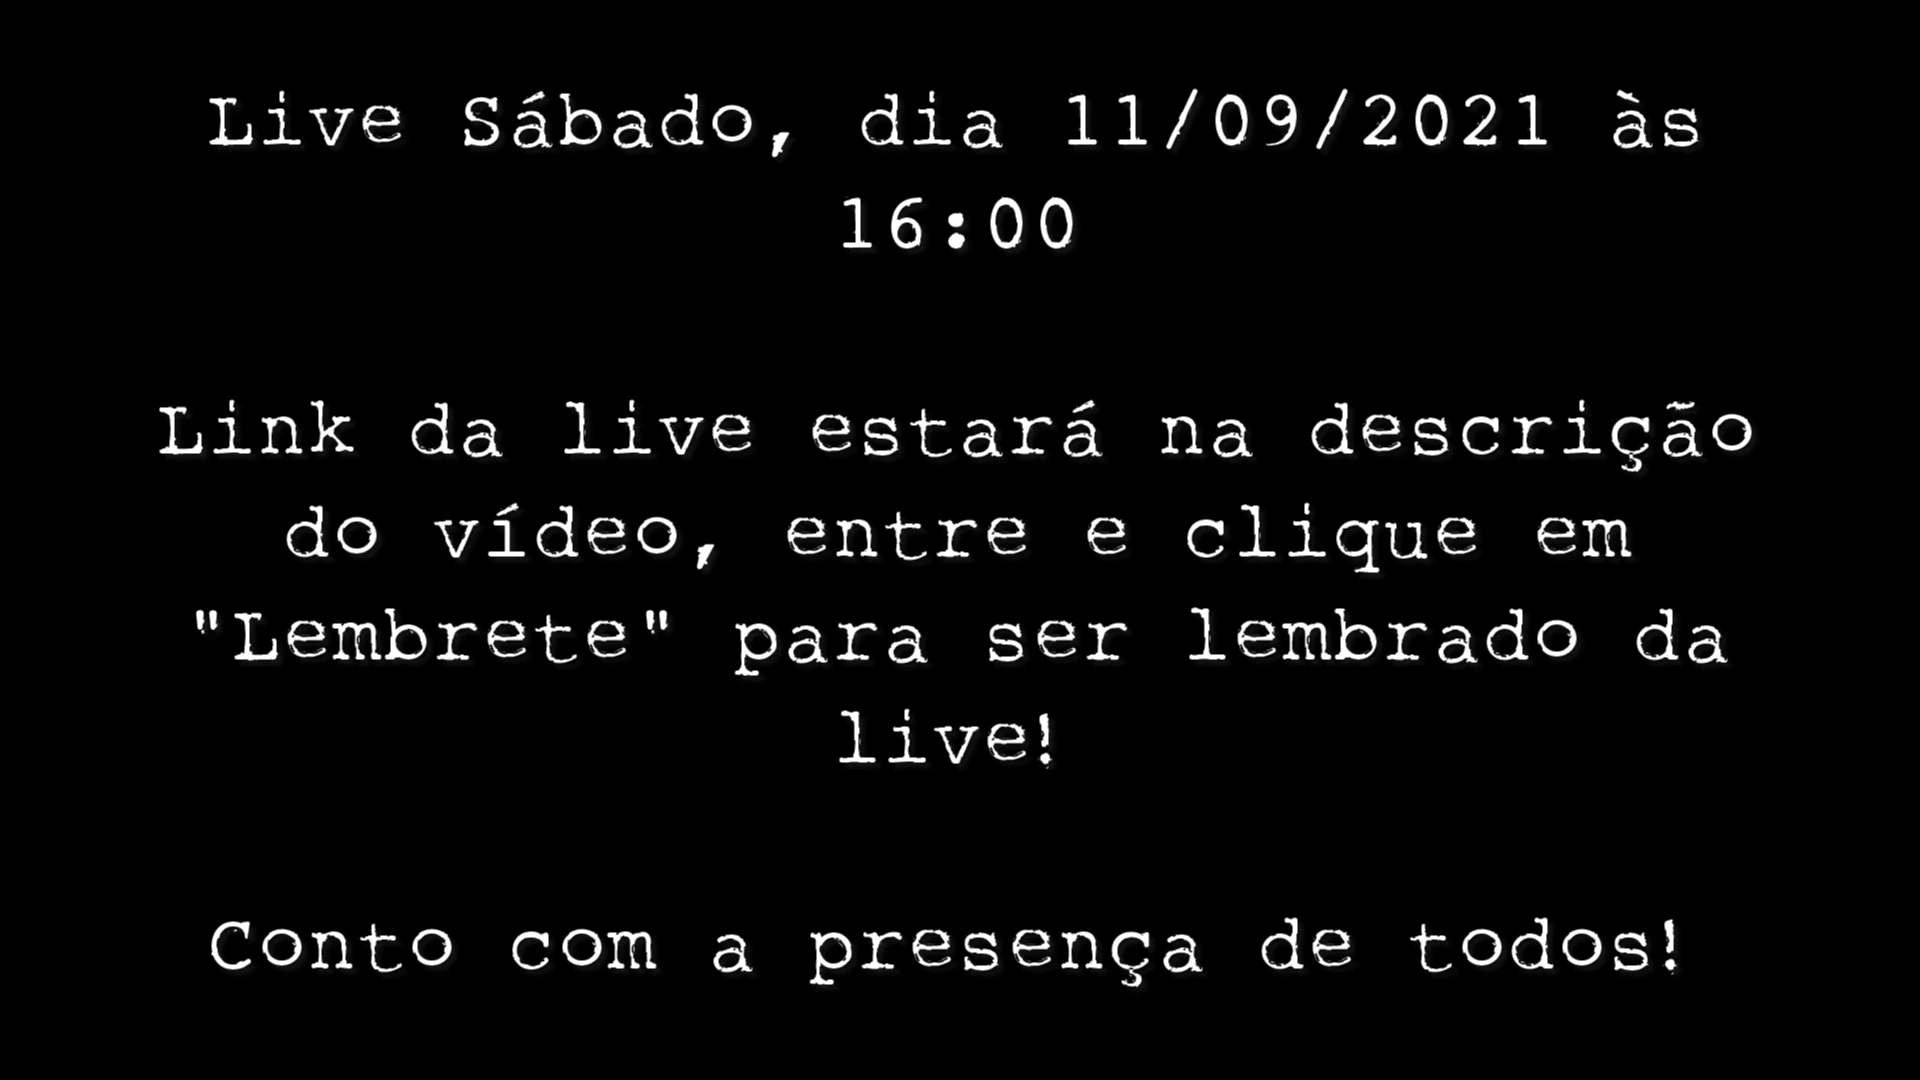 Live Sábado, dia 11/09/2021 às
16:00
Link da live estará na descrição
do vídeo, entre e clique em
"Lembrete" para ser lembrado da
live!
Conto com a presença de todos!